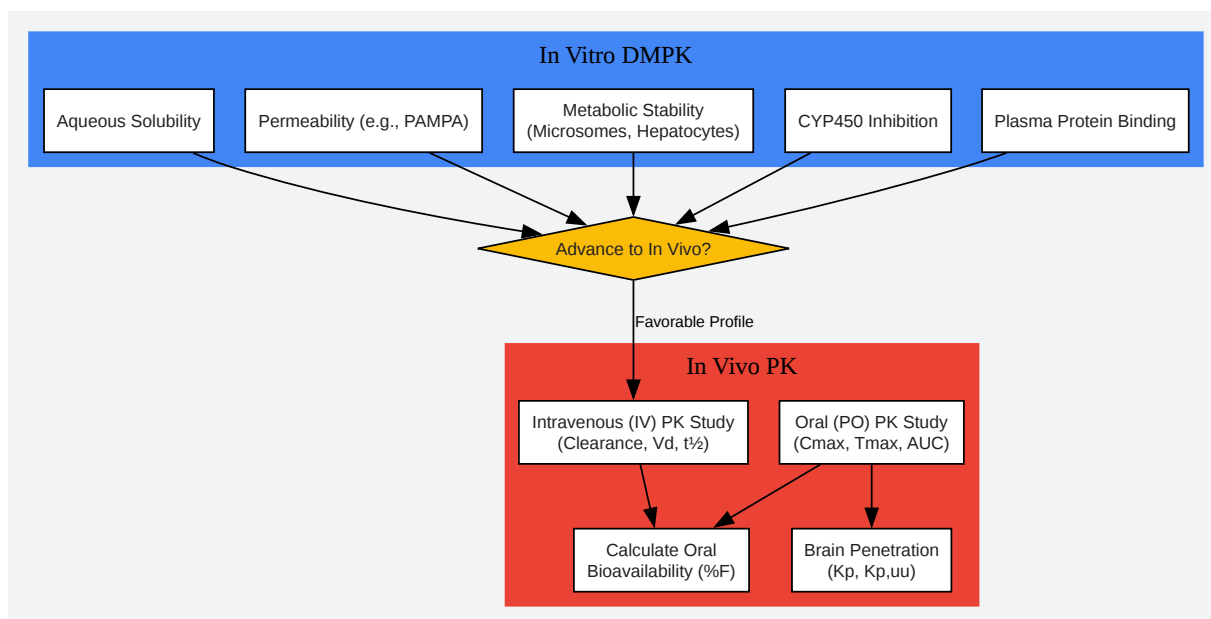 In Vitro DMPK
Aqueous Solubility
Permeability (e.g., PAMPA)
Metabolic Stability
(Microsomes, Hepatocytes)
CYP450 Inhibition
Plasma Protein Binding
Advance to In Vivo?
Favorable Profile
In Vivo PK
Intravenous (IV) PK Study
(Clearance, Vd, t½)
Oral (PO) PK Study
(Cmax, Tmax, AUC)
Calculate Oral
Bioavailability (%F)
Brain Penetration
(Kp, Kp,uu)